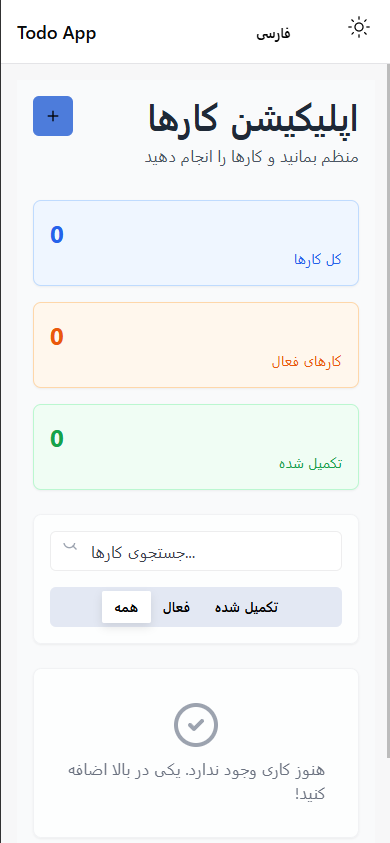 Todo App
فارسی
اپلیکیشن کارها
+
منظم بمانید و کارها را انجام دهید
0
کل کارها
0
کارهای فعال
0
تکمیل شده
جستجوی کارها...
همه
فعال
تکمیل شده
هنوز کاری وجود ندارد. یکی در بالا اضافه
کنید!